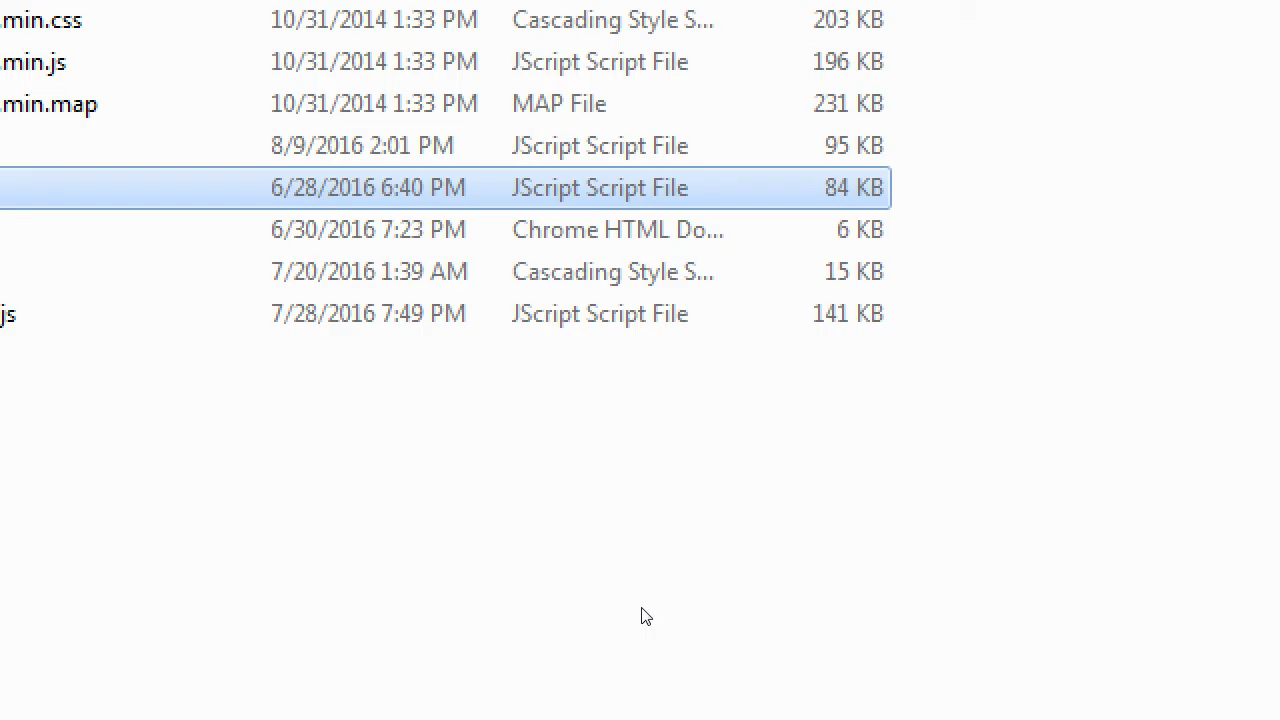 .min.css 10/31/2014 1:33 PM Cascading Style S... 203 KB
.min.js 10/31/2014 1:33 PM JScript Script File 196 KB
.min.map 10/31/2014 1:33 PM MAP File 231 KB
8/9/2016 2:01 PM JScript Script File 95 KB
6/28/2016 6:40 PM JScript Script File 84 KB
6/30/2016 7:23 PM Chrome HTML Do... 6 KB
7/20/2016 1:39 AM Cascading Style S... 15 KB
js 7/28/2016 7:49 PM JScript Script File 141 KB